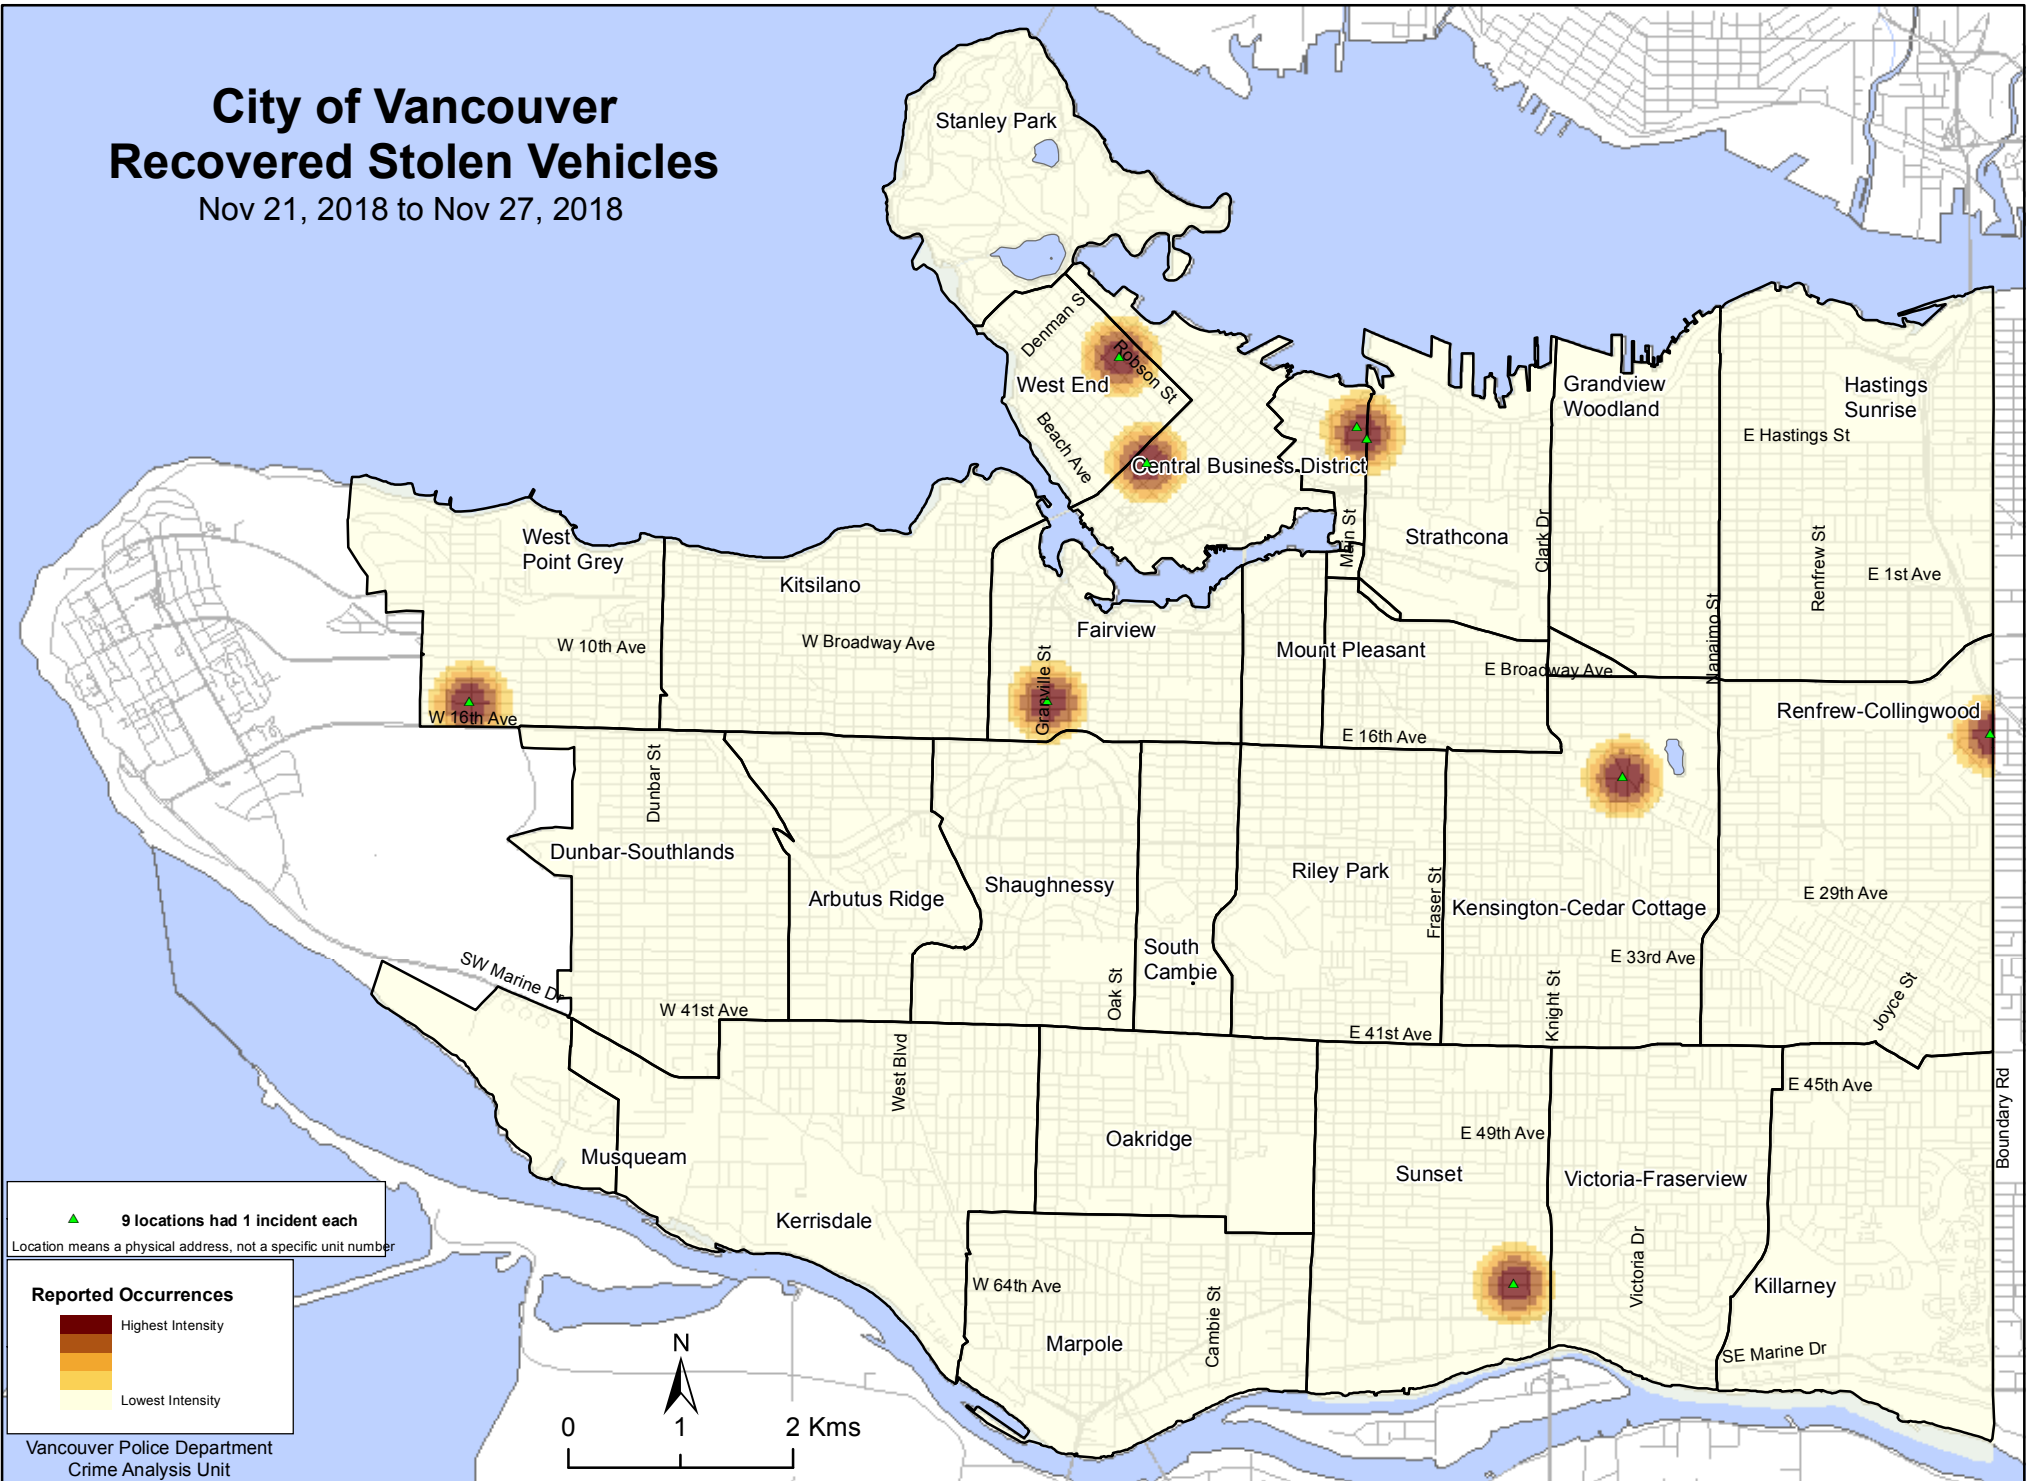 City of Vancouver
Recovered Stolen Vehicles
Nov 21, 2018 to Nov 27, 2018
Stanley Park
Denman S
Robson St
West End
Beach Ave
Central Business District
Grandview
Woodland
Hastings
Sunrise
E Hastings St
West
Point Grey
Kitsilano
Main St
Strathcona
Clark Dr
Renfrew St
E 1st Ave
Nanaimo St
W 10th Ave
W Broadway Ave
Fairview
Granville St
Mount Pleasant
E Broadway Ave
W 16th Ave
E 16th Ave
Renfrew-Collingwood
Dunbar St
Dunbar-Southlands
Arbutus Ridge
Shaughnessy
Riley Park
Fraser St
Kensington-Cedar Cottage
E 29th Ave
South
Cambie
E 33rd Ave
SW Marine Dr
W 41st Ave
Oak St
Knight St
Joyce St
E 41st Ave
West Blvd
E 45th Ave
Boundary Rd
Oakridge
E 49th Ave
Musqueam
Sunset
Victoria-Fraserview
Kerrisdale
Victoria Dr
W 64th Ave
Cambie St
Killarney
Marpole
SE Marine Dr
9 locations had 1 incident each
Location means a physical address, not a specific unit number
Reported Occurrences
Highest Intensity
Lowest Intensity
N
0 1 2 Kms
Vancouver Police Department
Crime Analysis Unit